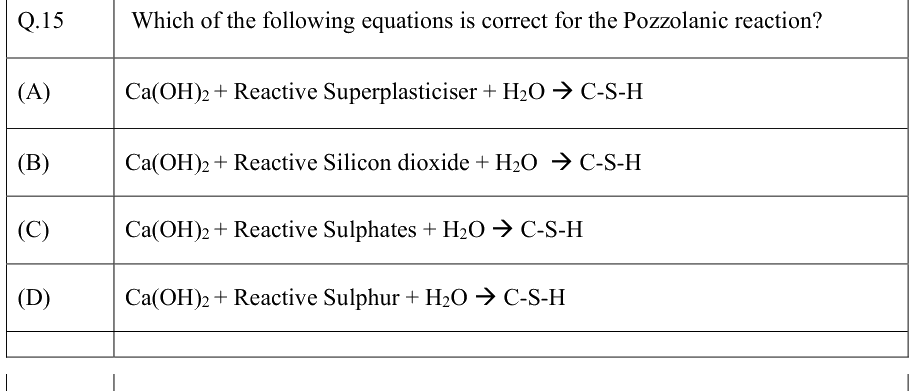 Q.15 Which of the following equations is correct for the Pozzolanic reaction?
(A) Ca(OH)₂ + Reactive Superplasticiser + H₂O → C-S-H
(B) Ca(OH)₂ + Reactive Silicon dioxide + H₂O → C-S-H
(C) Ca(OH)₂ + Reactive Sulphates + H₂O → C-S-H
(D) Ca(OH)₂ + Reactive Sulphur + H₂O → C-S-H